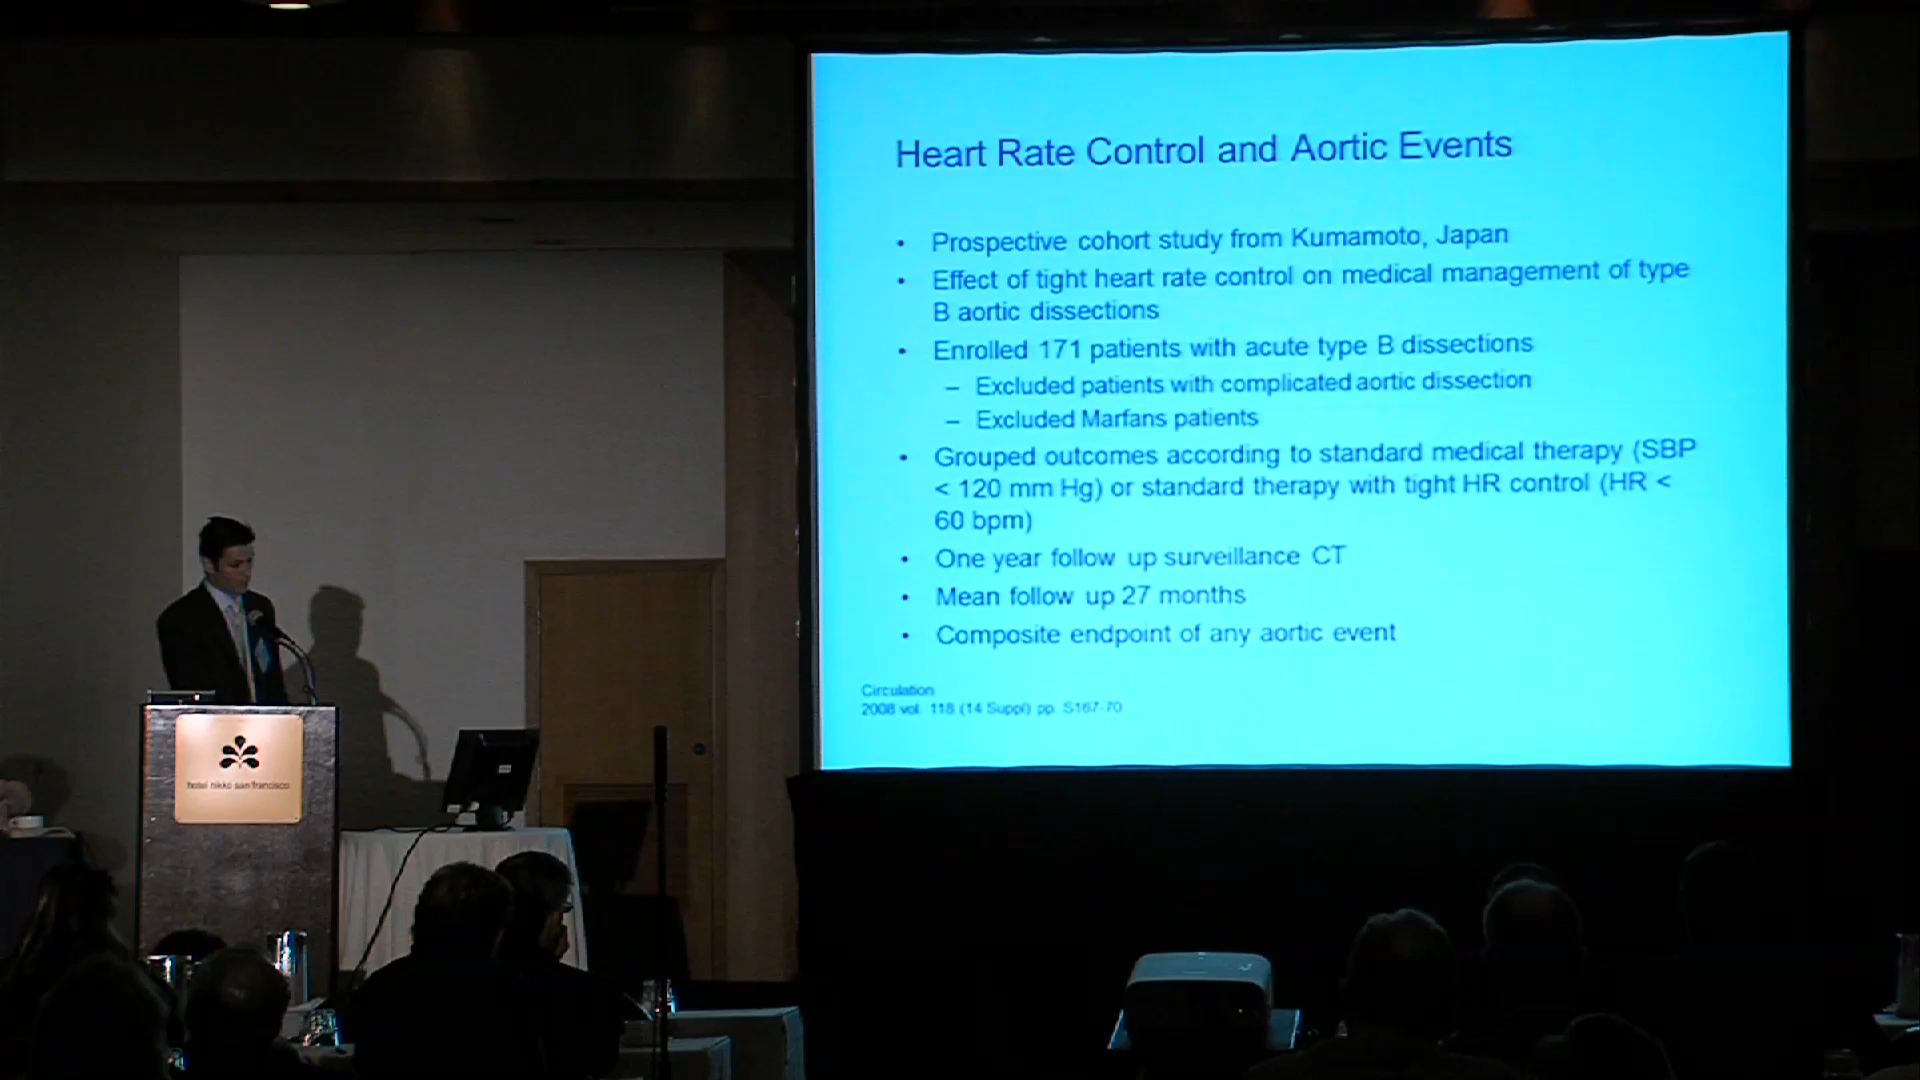 Heart Rate Control and Aortic Events
• Prospective cohort study from Kumamoto, Japan
• Effect of tight heart rate control on medical management of type
B aortic dissections
• Enrolled 171 patients with acute type B dissections
– Excluded patients with complicated aortic dissection
– Excluded Marfans patients
• Grouped outcomes according to standard medical therapy (SBP
< 120 mm Hg) or standard therapy with tight HR control (HR <
60 bpm)
• One year follow up surveillance CT
• Mean follow up 27 months
• Composite endpoint of any aortic event
Circulation
2008 vol. 118 (14 Suppl) pp. S167-70
hotel nikko san francisco